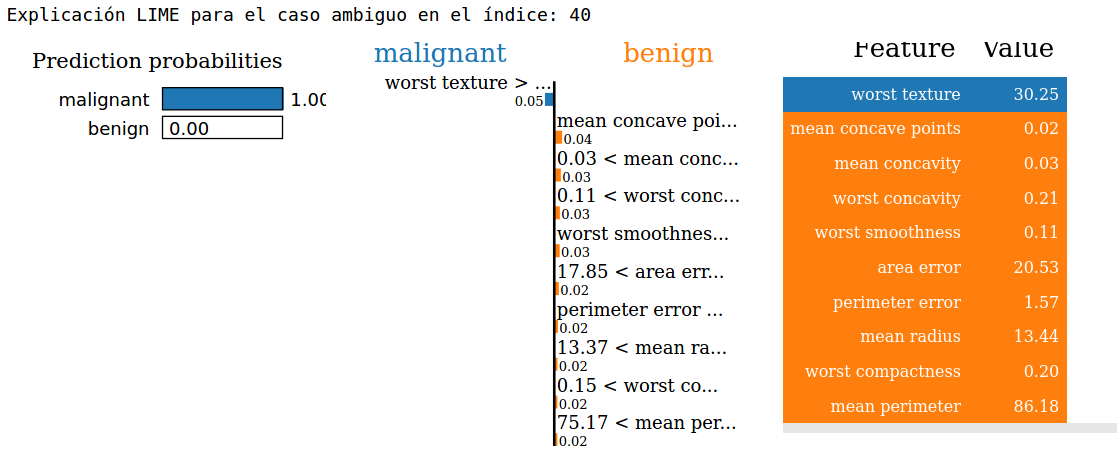 Explicación LIME para el caso ambiguo en el índice: 40
Prediction probabilities
malignant 1.00
benign 0.00
malignant benign
worst texture > ...
0.05
mean concave poi...
0.04
0.03 < mean conc...
0.03
0.11 < worst conc...
0.03
worst smoothnes...
0.03
17.85 < area err...
0.02
perimeter error ...
0.02
13.37 < mean ra...
0.02
0.15 < worst co...
0.02
75.17 < mean per...
0.02
Feature Value
worst texture 30.25
mean concave points 0.02
mean concavity 0.03
worst concavity 0.21
worst smoothness 0.11
area error 20.53
perimeter error 1.57
mean radius 13.44
worst compactness 0.20
mean perimeter 86.18